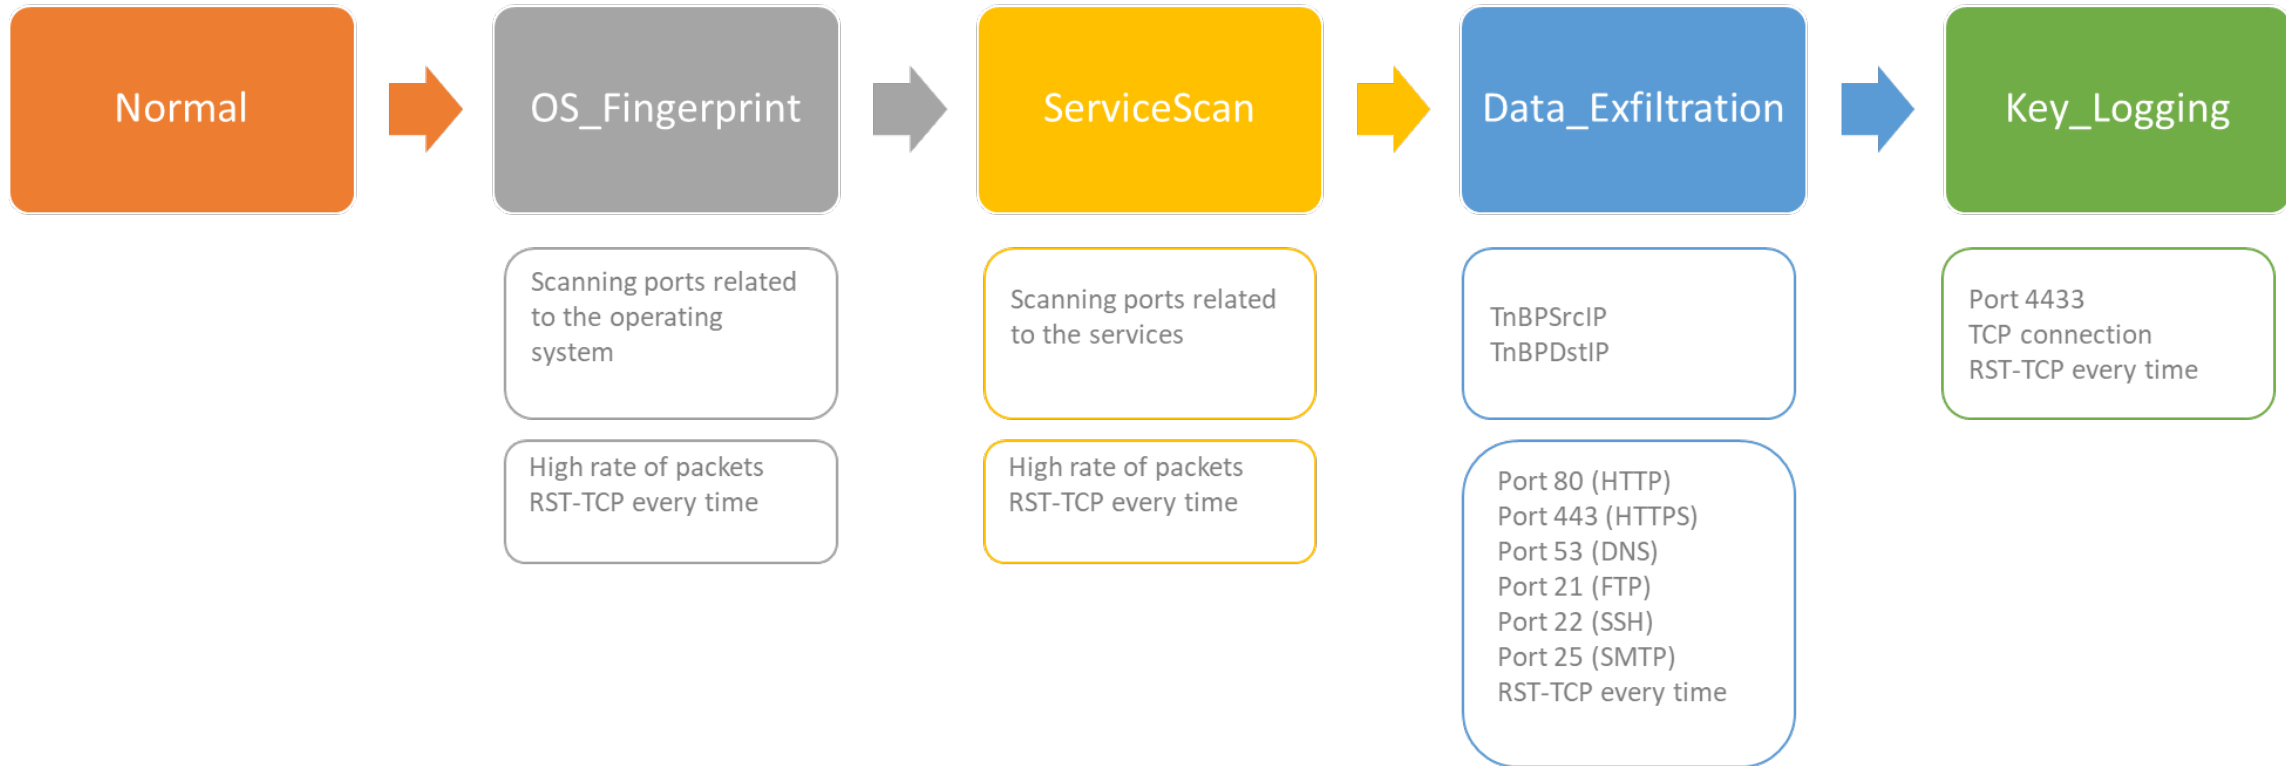 Normal
OS_Fingerprint
ServiceScan
Data_Exfiltration
Key_Logging
Scanning ports related
to the operating
system
High rate of packets
RST-TCP every time
Scanning ports related
to the services
High rate of packets
RST-TCP every time
TnBPSrcIP
TnBPDstIP
Port 80 (HTTP)
Port 443 (HTTPS)
Port 53 (DNS)
Port 21 (FTP)
Port 22 (SSH)
Port 25 (SMTP)
RST-TCP every time
Port 4433
TCP connection
RST-TCP every time